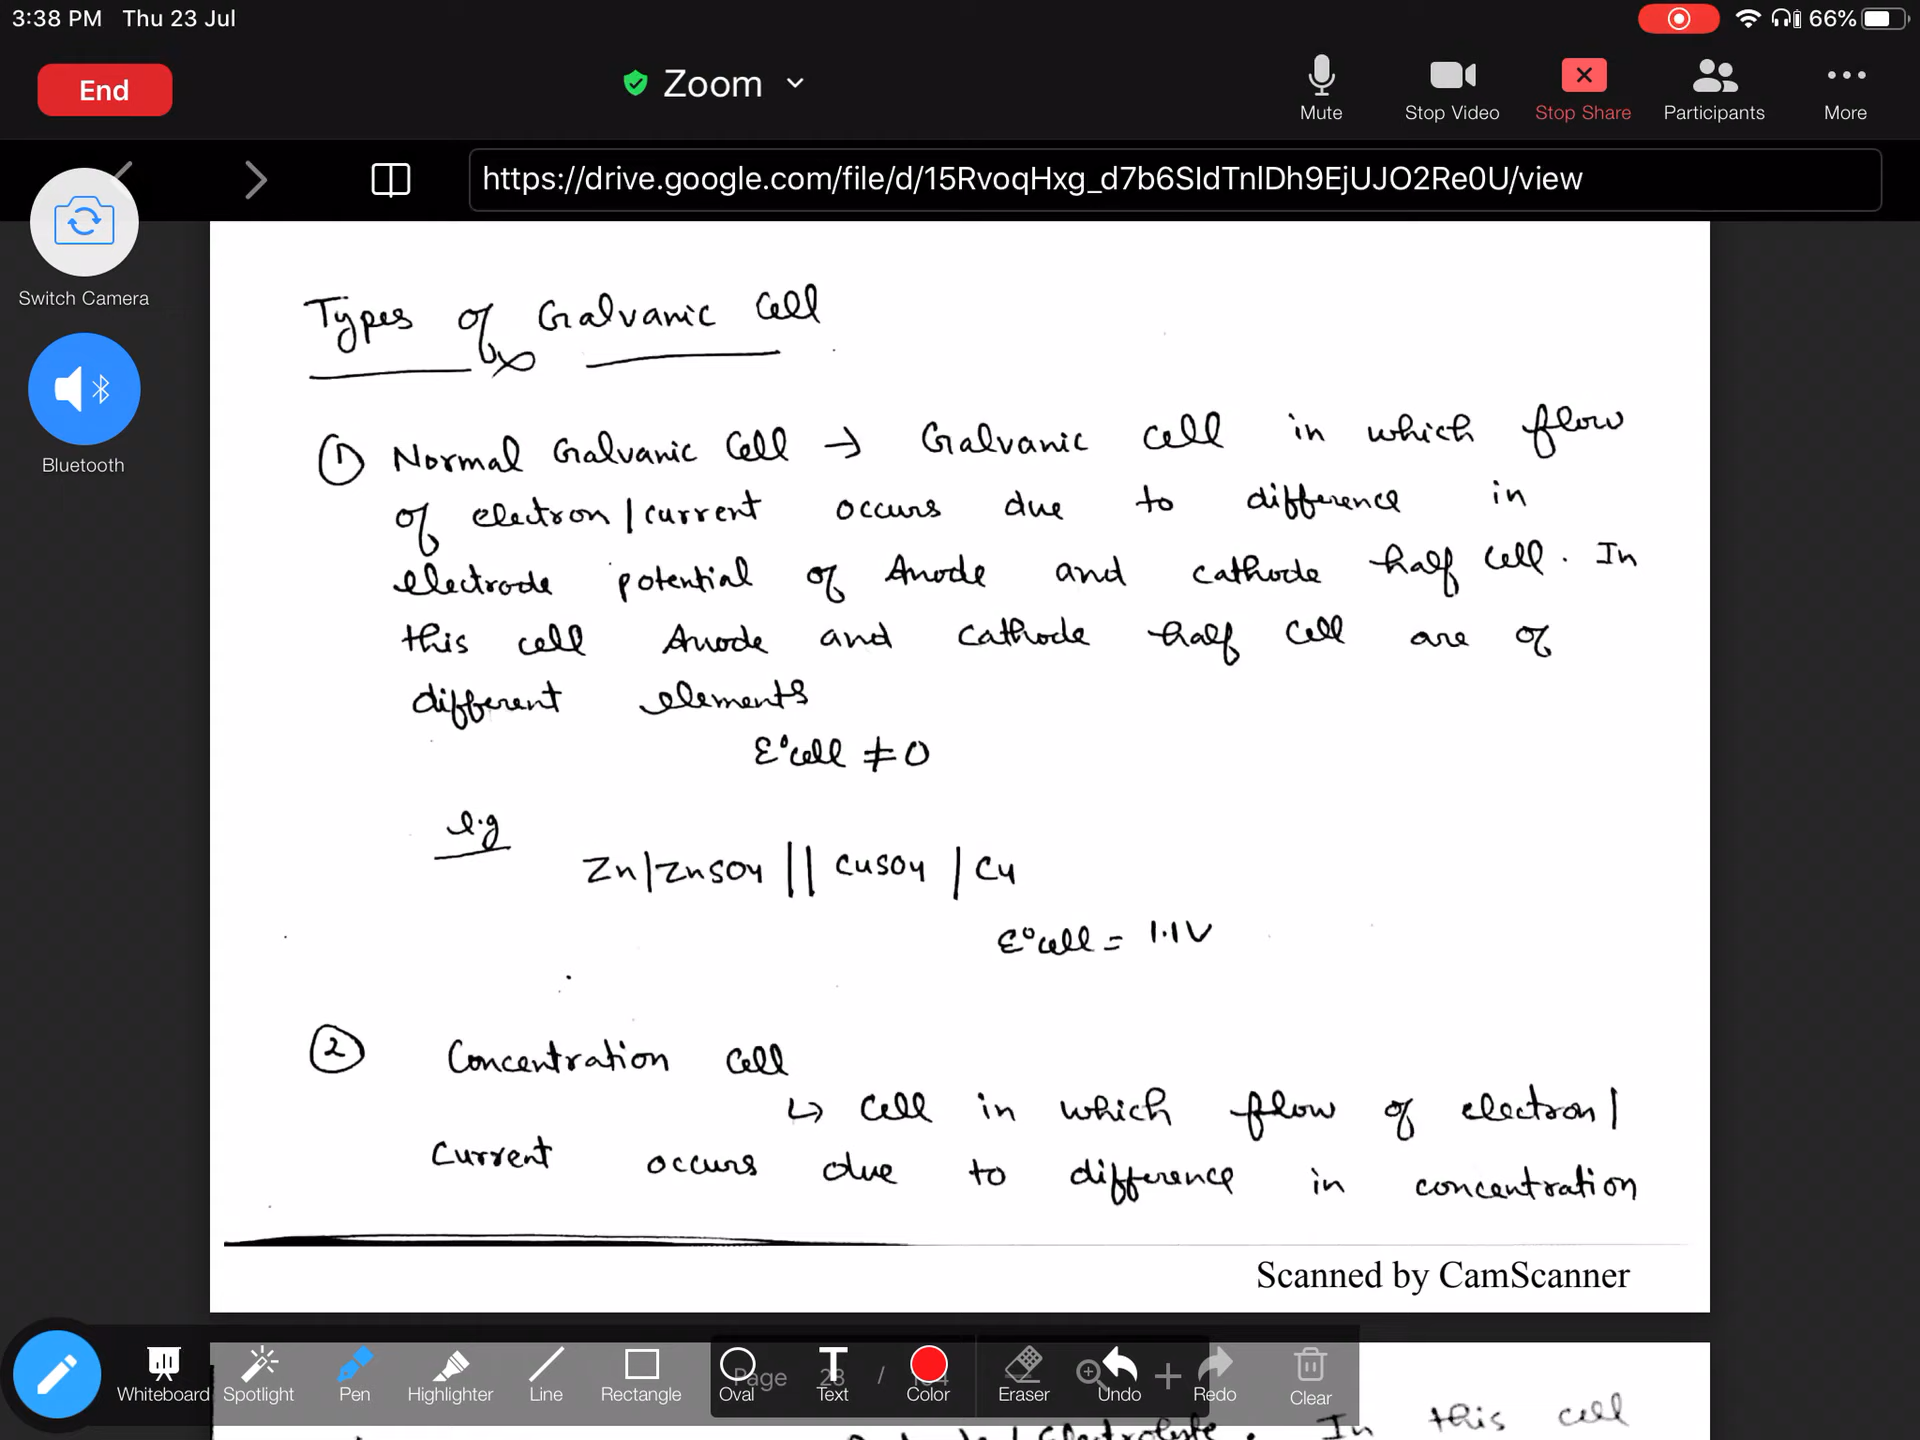 3:38 PM Thu 23 Jul
66%
End
Zoom
Mute
Stop Video
Stop Share
Participants
More
https://drive.google.com/file/d/15RvoqHxg_d7b6SIdTnlDh9EjUJO2Re0U/view
Switch Camera
Bluetooth
Types of Galvanic Cell
① Normal Galvanic Cell → Galvanic cell in which flow
of electron / current occurs due to difference in
electrode potential of Anode and cathode half cell. In
this cell Anode and Cathode half cell are of
different elements
E°cell ≠ 0
e.g
Zn|ZnSO4 || CuSO4 | Cu
E°cell = 1.1V
② Concentration Cell
↳ Cell in which flow of electron /
Current occurs due to difference in concentration
Scanned by CamScanner
Whiteboard
Spotlight
Pen
Highlighter
Line
Rectangle
Oval
Text
Color
Eraser
Undo
Redo
Clear
Page /
Electrolyte. In this cell